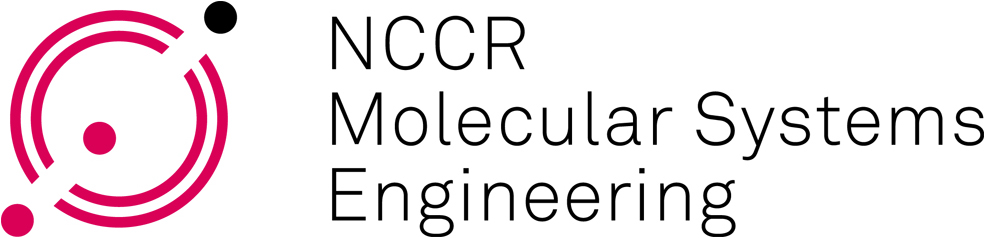 NCCR
Molecular Systems
Engineering